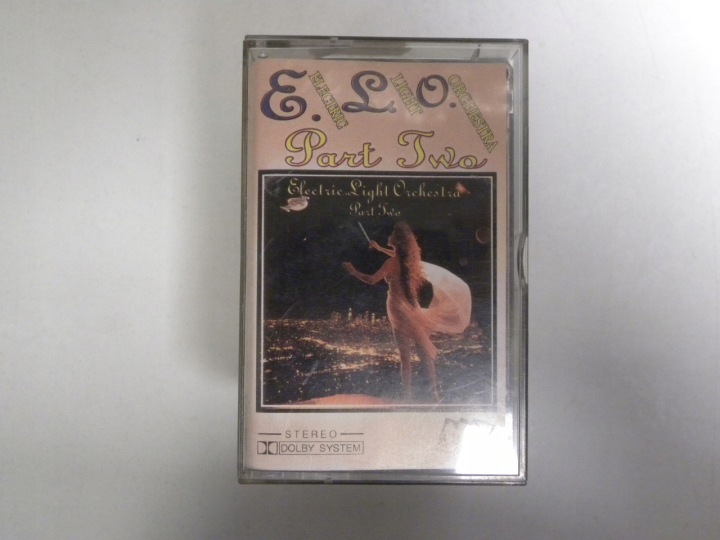 E. ELECTRIC L. LIGHT O. ORCHESTRA
Part Two
Electric Light Orchestra
Part Two
STEREO
DOLBY SYSTEM